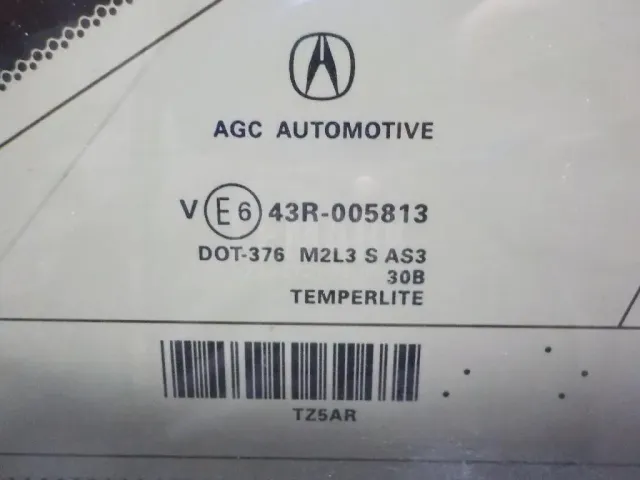 AGC AUTOMOTIVE
V E6 43R-005813
DOT-376 M2L3 S AS3
30B
TEMPERLITE
TZ5AR